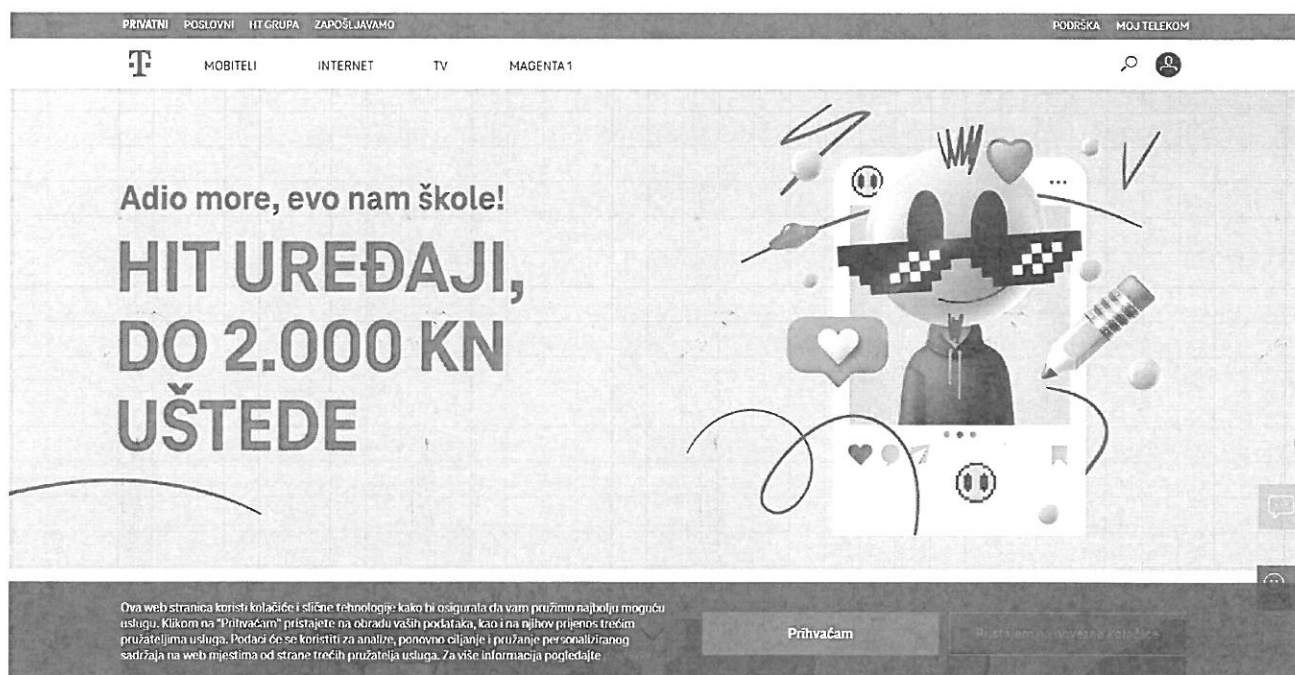 PRIVATNI POSLOVNI HT GRUPA ZAPOŠLJAVAMO PODRŠKA MOJ TELEKOM
T MOBITELI INTERNET TV MAGENTA 1
Adio more, evo nam škole!
HIT UREĐAJI,
DO 2.000 KN
UŠTEDE
Ova web stranica koristi kolačiće i slične tehnologije kako bi osigurala da vam pružimo najbolju moguću
uslugu. Klikom na "Prihvaćam" pristajete na obradu vaših podataka, kao i na njihov prijenos trećim
pružateljima usluga. Podaci će se koristiti za analize, ponovno ciljanje i pružanje personaliziranog
sadržaja na web mjestima od strane trećih pružatelja usluga. Za više informacija pogledajte
Prihvaćam
Pristajem na obvezne kolačiće